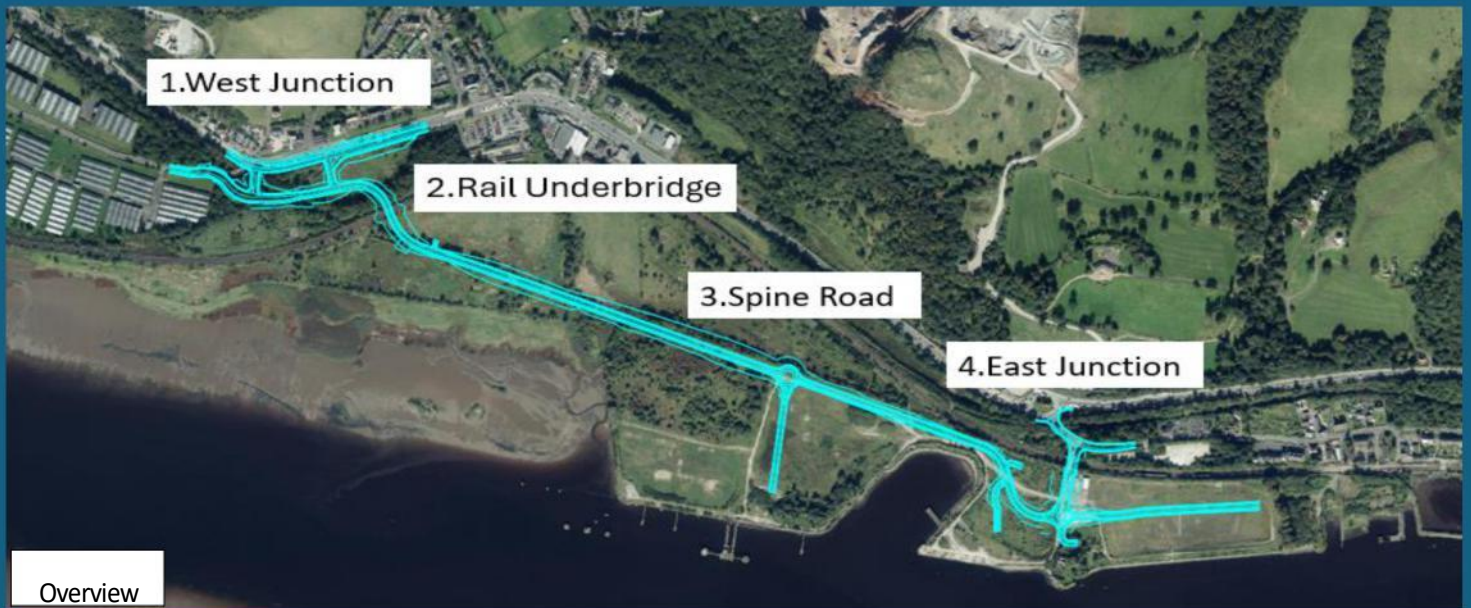 1.West Junction
2.Rail Underbridge
3.Spine Road
4.East Junction
Overview